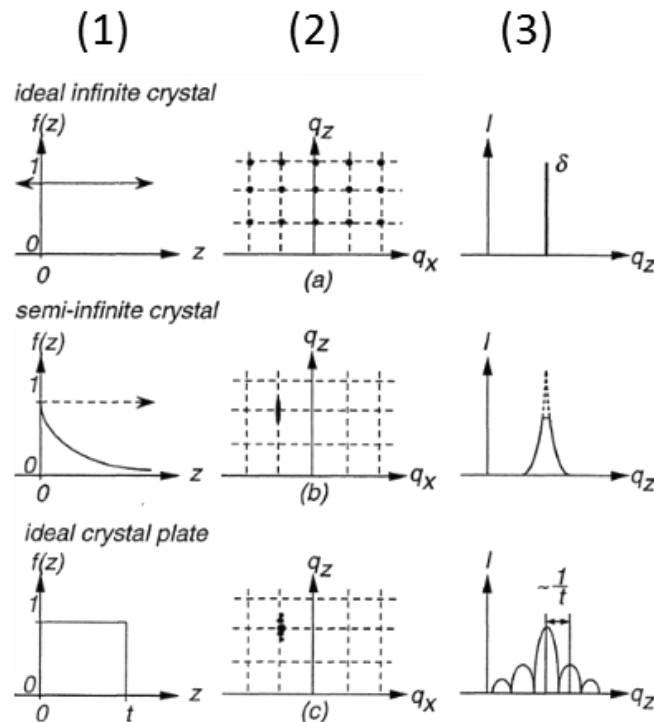 (1) (2) (3)
ideal infinite crystal
f(z) q_z I
1 δ
0 z q_x q_z
0 (a)
semi-infinite crystal
f(z) q_z I
1
0 z q_x q_z
0 (b)
ideal crystal plate
f(z) q_z I ~1/t
1
0 t z (c) q_x q_z